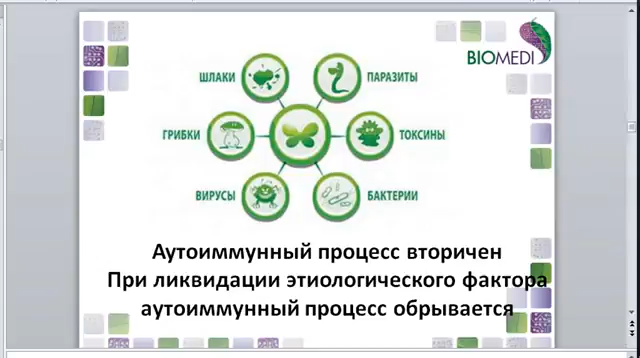 BIOMEDI
ШЛАКИ
ПАРАЗИТЫ
ГРИБКИ
ТОКСИНЫ
ВИРУСЫ
БАКТЕРИИ
Аутоиммунный процесс вторичен
При ликвидации этиологического фактора
аутоиммунный процесс обрывается